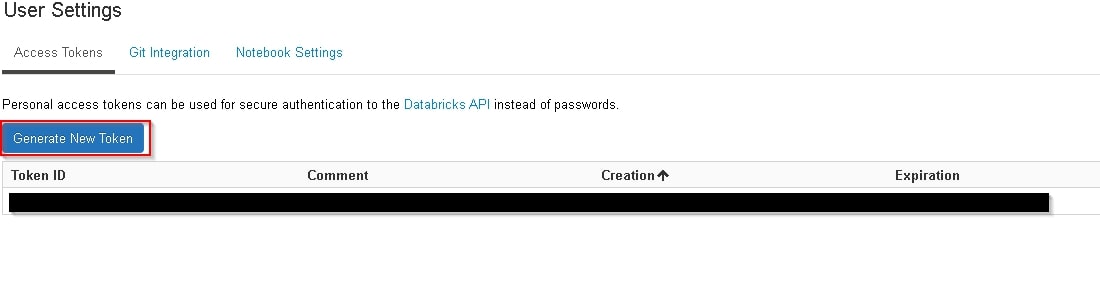 User Settings
Access Tokens Git Integration Notebook Settings
Personal access tokens can be used for secure authentication to the Databricks API instead of passwords.
Generate New Token
Token ID Comment Creation↑ Expiration